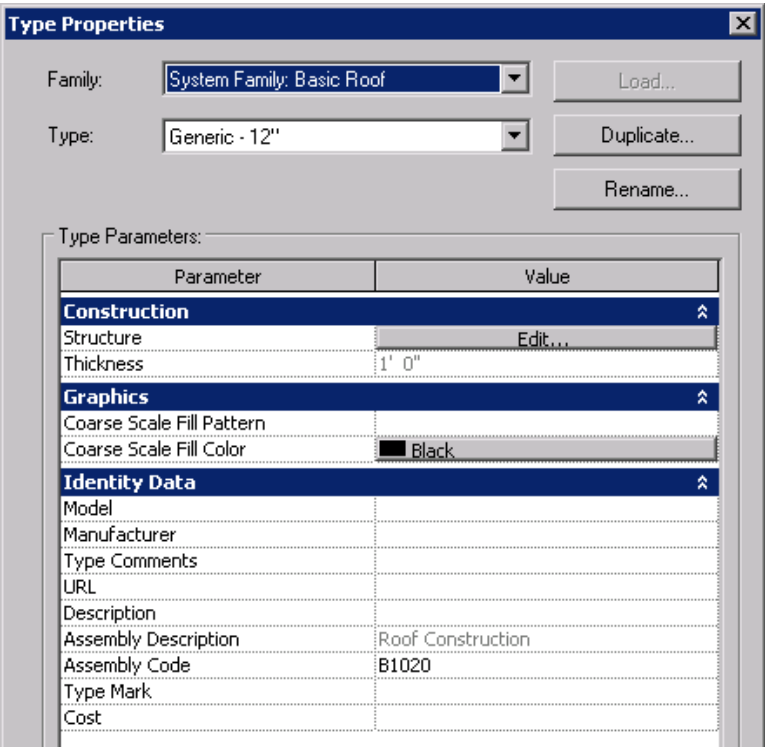 Type Properties
Family: System Family: Basic Roof Load...
Type: Generic - 12" Duplicate...
Rename...
Type Parameters:
Parameter Value
Construction
Structure Edit...
Thickness 1' 0"
Graphics
Coarse Scale Fill Pattern
Coarse Scale Fill Color Black
Identity Data
Model
Manufacturer
Type Comments
URL
Description
Assembly Description Roof Construction
Assembly Code B1020
Type Mark
Cost